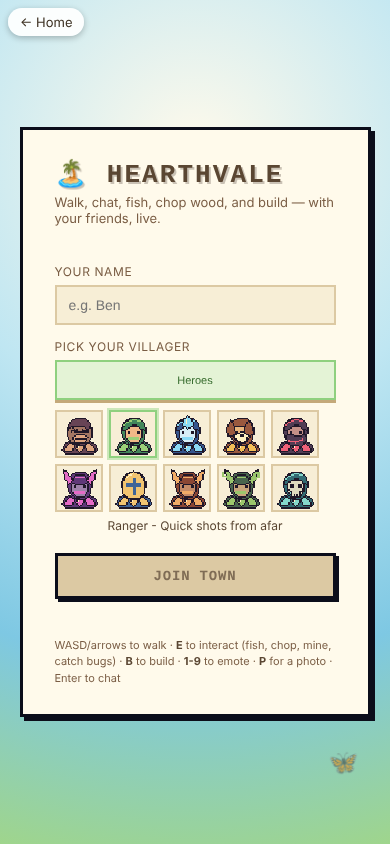 ← Home
HEARTHVALE
Walk, chat, fish, chop wood, and build — with
your friends, live.
YOUR NAME
e.g. Ben
PICK YOUR VILLAGER
Heroes
Ranger - Quick shots from afar
JOIN TOWN
WASD/arrows to walk · E to interact (fish, chop, mine,
catch bugs) · B to build · 1-9 to emote · P for a photo ·
Enter to chat